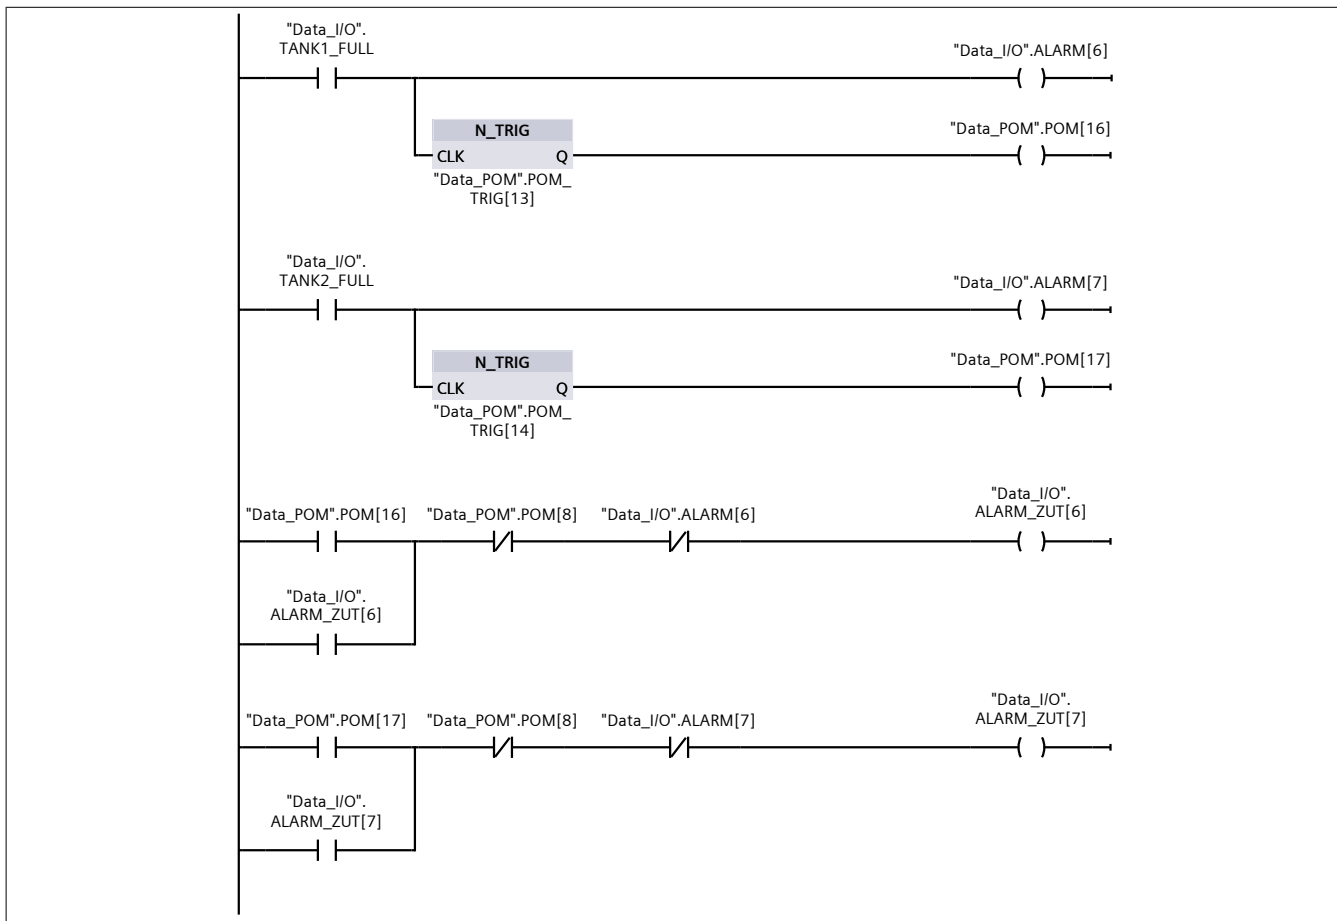 "Data_I/O".
TANK1_FULL
"Data_I/O".ALARM[6]
N_TRIG
"Data_POM".POM[16]
CLK Q
"Data_POM".POM_
TRIG[13]
"Data_I/O".
TANK2_FULL
"Data_I/O".ALARM[7]
N_TRIG
"Data_POM".POM[17]
CLK Q
"Data_POM".POM_
TRIG[14]
"Data_POM".POM[16] "Data_POM".POM[8] "Data_I/O".ALARM[6]
"Data_I/O".
ALARM_ZUT[6]
"Data_I/O".
ALARM_ZUT[6]
"Data_POM".POM[17] "Data_POM".POM[8] "Data_I/O".ALARM[7]
"Data_I/O".
ALARM_ZUT[7]
"Data_I/O".
ALARM_ZUT[7]